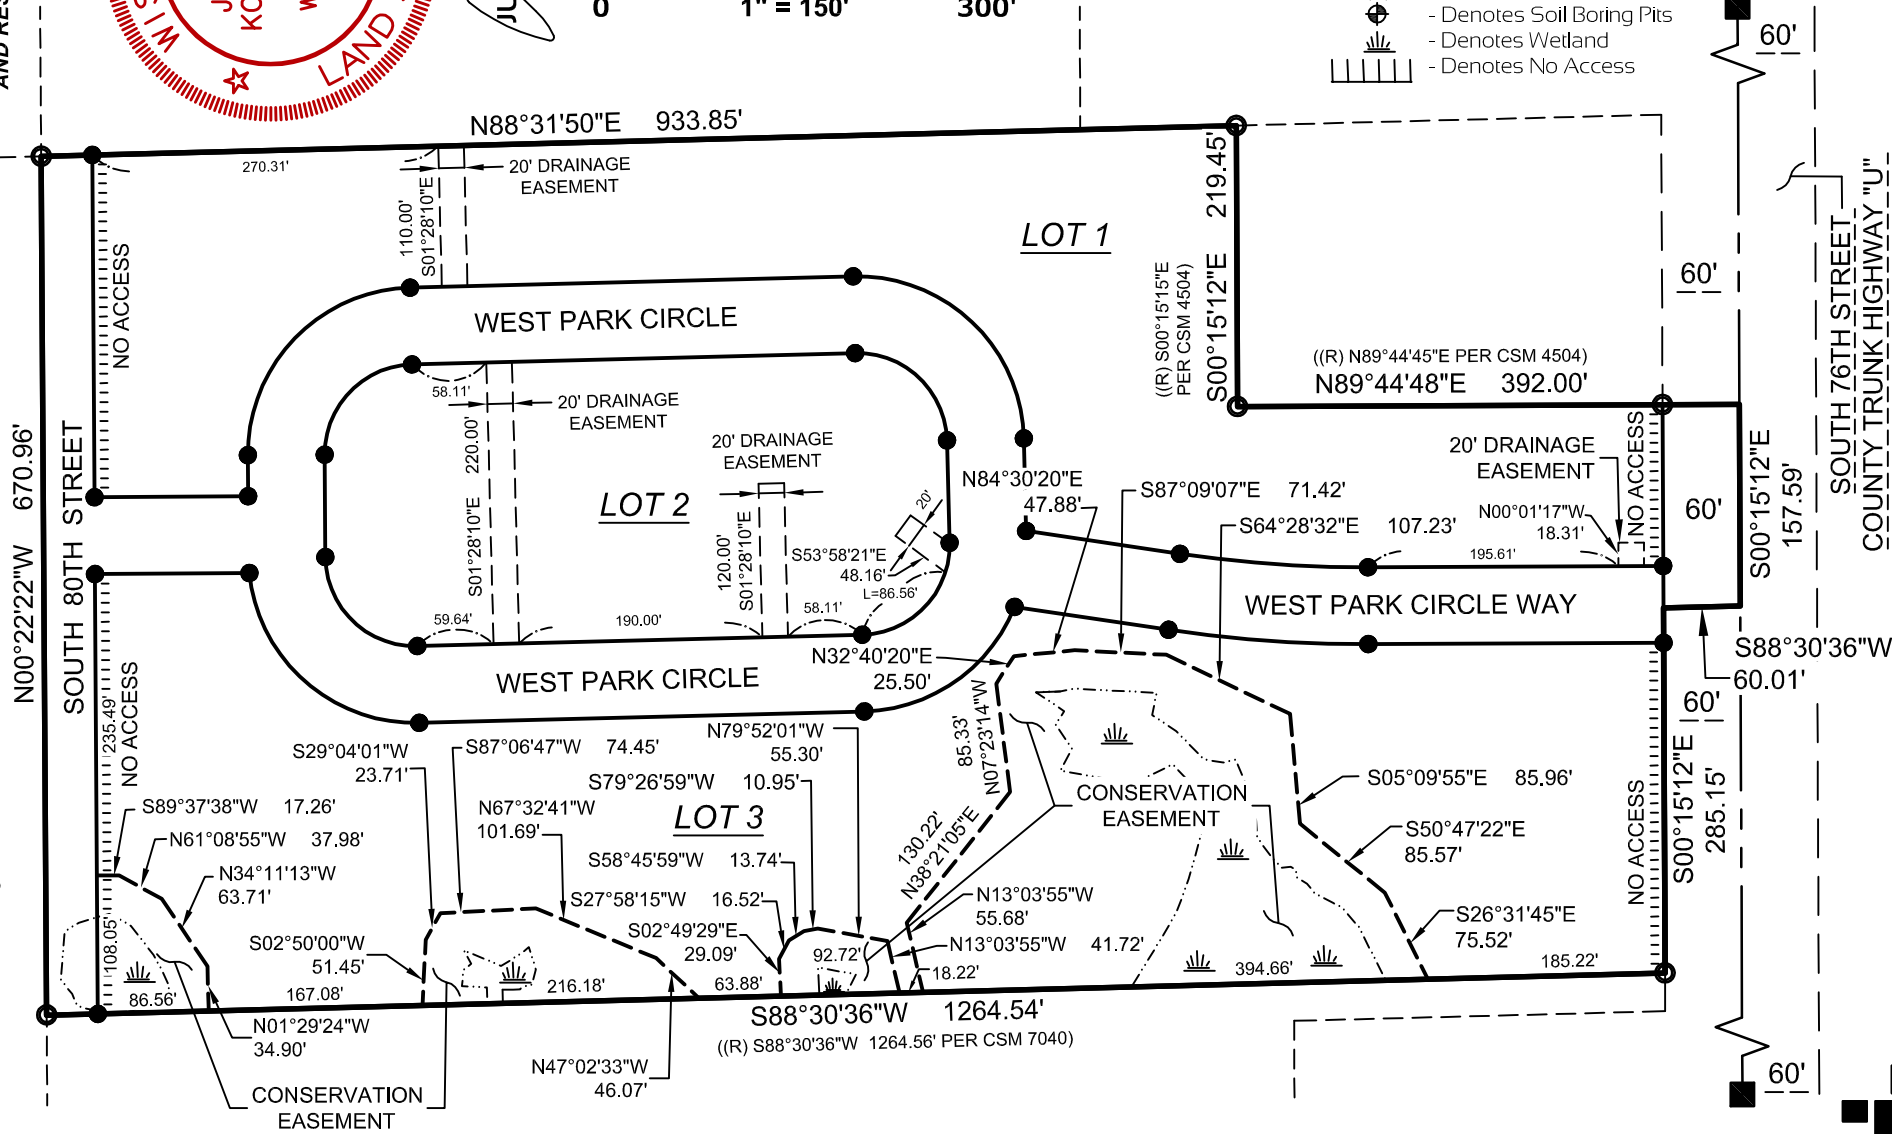 0 1" = 150' 300'
- Denotes Soil Boring Pits
- Denotes Wetland
- Denotes No Access
LAND
60'
N88°31'50"E 933.85'
270.31'
20' DRAINAGE
EASEMENT
110.00'
S01°28'10"E
NO ACCESS
LOT 1
S00°15'12"E 219.45'
((R) S00°15'15"E
PER CSM 4504)
60'
SOUTH 76TH STREET
COUNTY TRUNK HIGHWAY "U"
WEST PARK CIRCLE
((R) N89°44'45"E PER CSM 4504)
N89°44'48"E 392.00'
58.11'
20' DRAINAGE
EASEMENT
220.00'
S01°28'10"E
20' DRAINAGE
EASEMENT
LOT 2
120.00'
S01°28'10"E
20'
S53°58'21"E
48.16'
L=86.56'
59.64'
190.00'
58.11'
N00°22'22"W 670.96'
SOUTH 80TH STREET
N84°30'20"E
47.88'
S87°09'07"E 71.42'
S64°28'32"E 107.23'
20' DRAINAGE
EASEMENT
NO ACCESS
N00°01'17"W
18.31'
195.61'
60'
S00°15'12"E
157.59'
WEST PARK CIRCLE WAY
S88°30'36"W
60.01'
60'
WEST PARK CIRCLE
N32°40'20"E
25.50'
235.49'
NO ACCESS
S29°04'01"W
23.71'
S87°06'47"W 74.45'
N79°52'01"W
55.30'
S79°26'59"W 10.95'
85.33'
N07°23'14"W
CONSERVATION
EASEMENT
S05°09'55"E 85.96'
S00°15'12"E
285.15'
NO ACCESS
S89°37'38"W 17.26'
N61°08'55"W 37.98'
N67°32'41"W
101.69'
LOT 3
130.22'
N38°21'05"E
S50°47'22"E
85.57'
N34°11'13"W
63.71'
S58°45'59"W 13.74'
S27°58'15"W 16.52'
N13°03'55"W
55.68'
S26°31'45"E
75.52'
S02°50'00"W
51.45'
S02°49'29"E
29.09'
92.72'
N13°03'55"W 41.72'
108.05'
86.56'
167.08'
216.18'
63.88'
18.22'
394.66'
185.22'
S88°30'36"W 1264.54'
((R) S88°30'36"W 1264.56' PER CSM 7040)
N01°29'24"W
34.90'
N47°02'33"W
46.07'
CONSERVATION
EASEMENT
60'